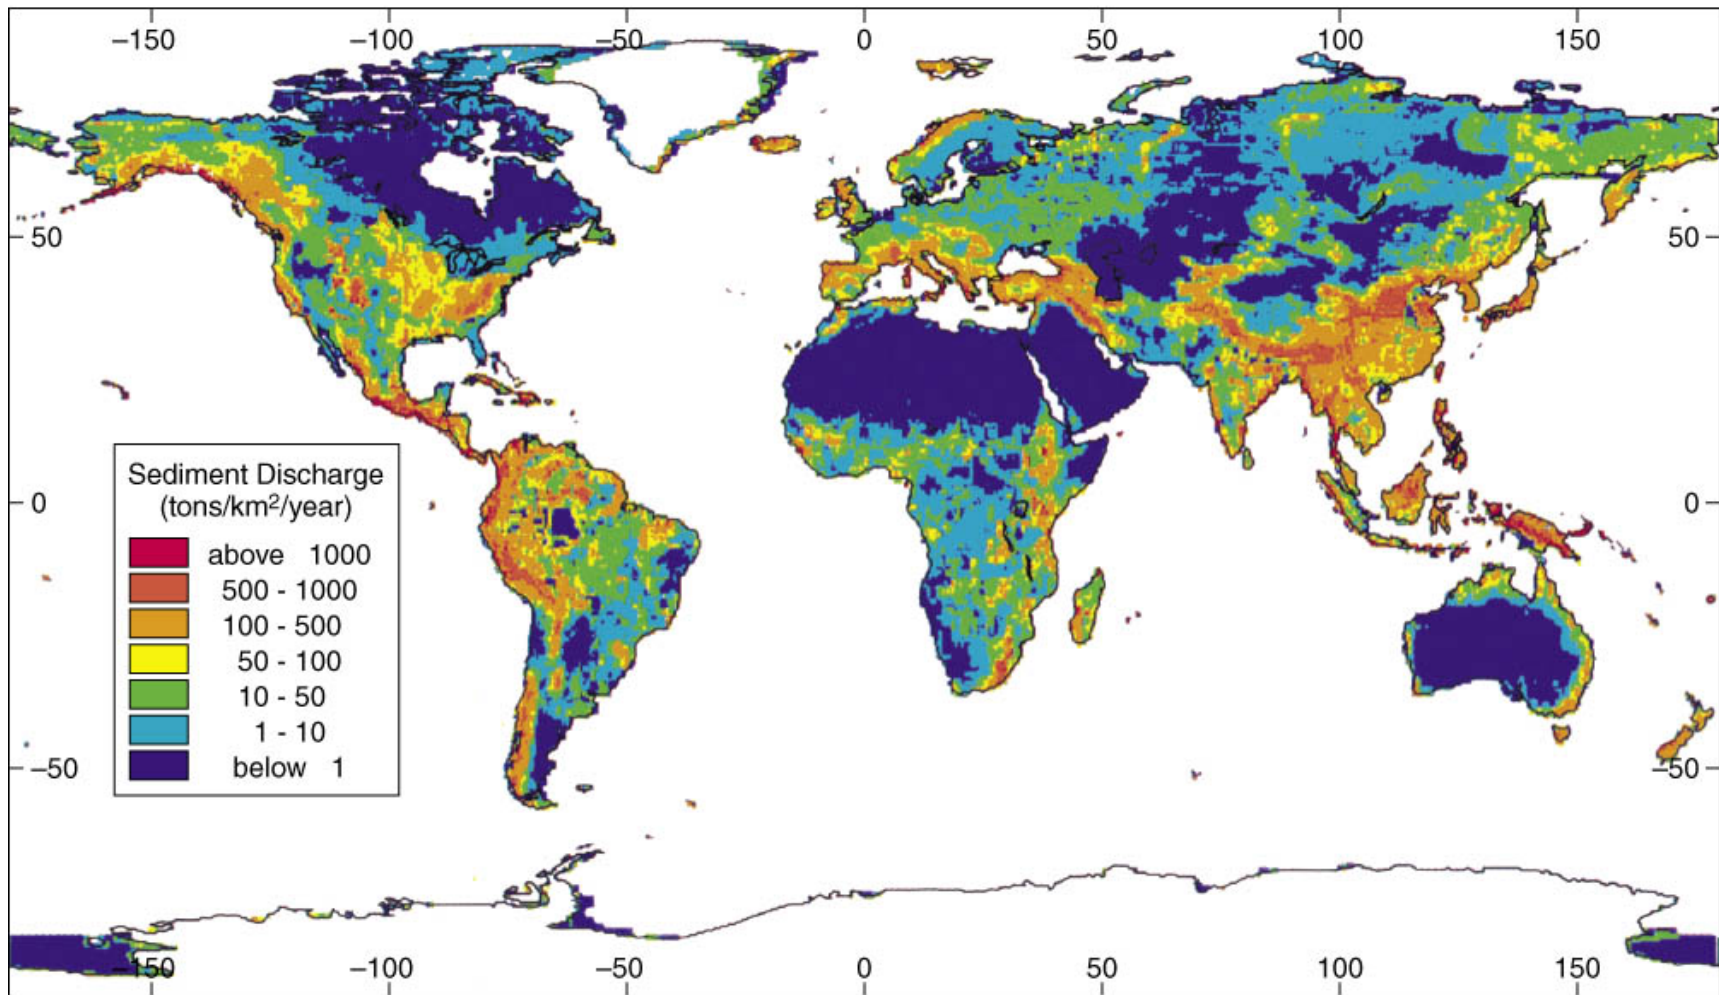 −150 −100 −50 0 50 100 150
50 50
Sediment Discharge
(tons/km²/year)
above 1000
500 - 1000
0 0
100 - 500
50 - 100
10 - 50
1 - 10
below 1
−50 −50
−150 −100 −50 0 50 100 150